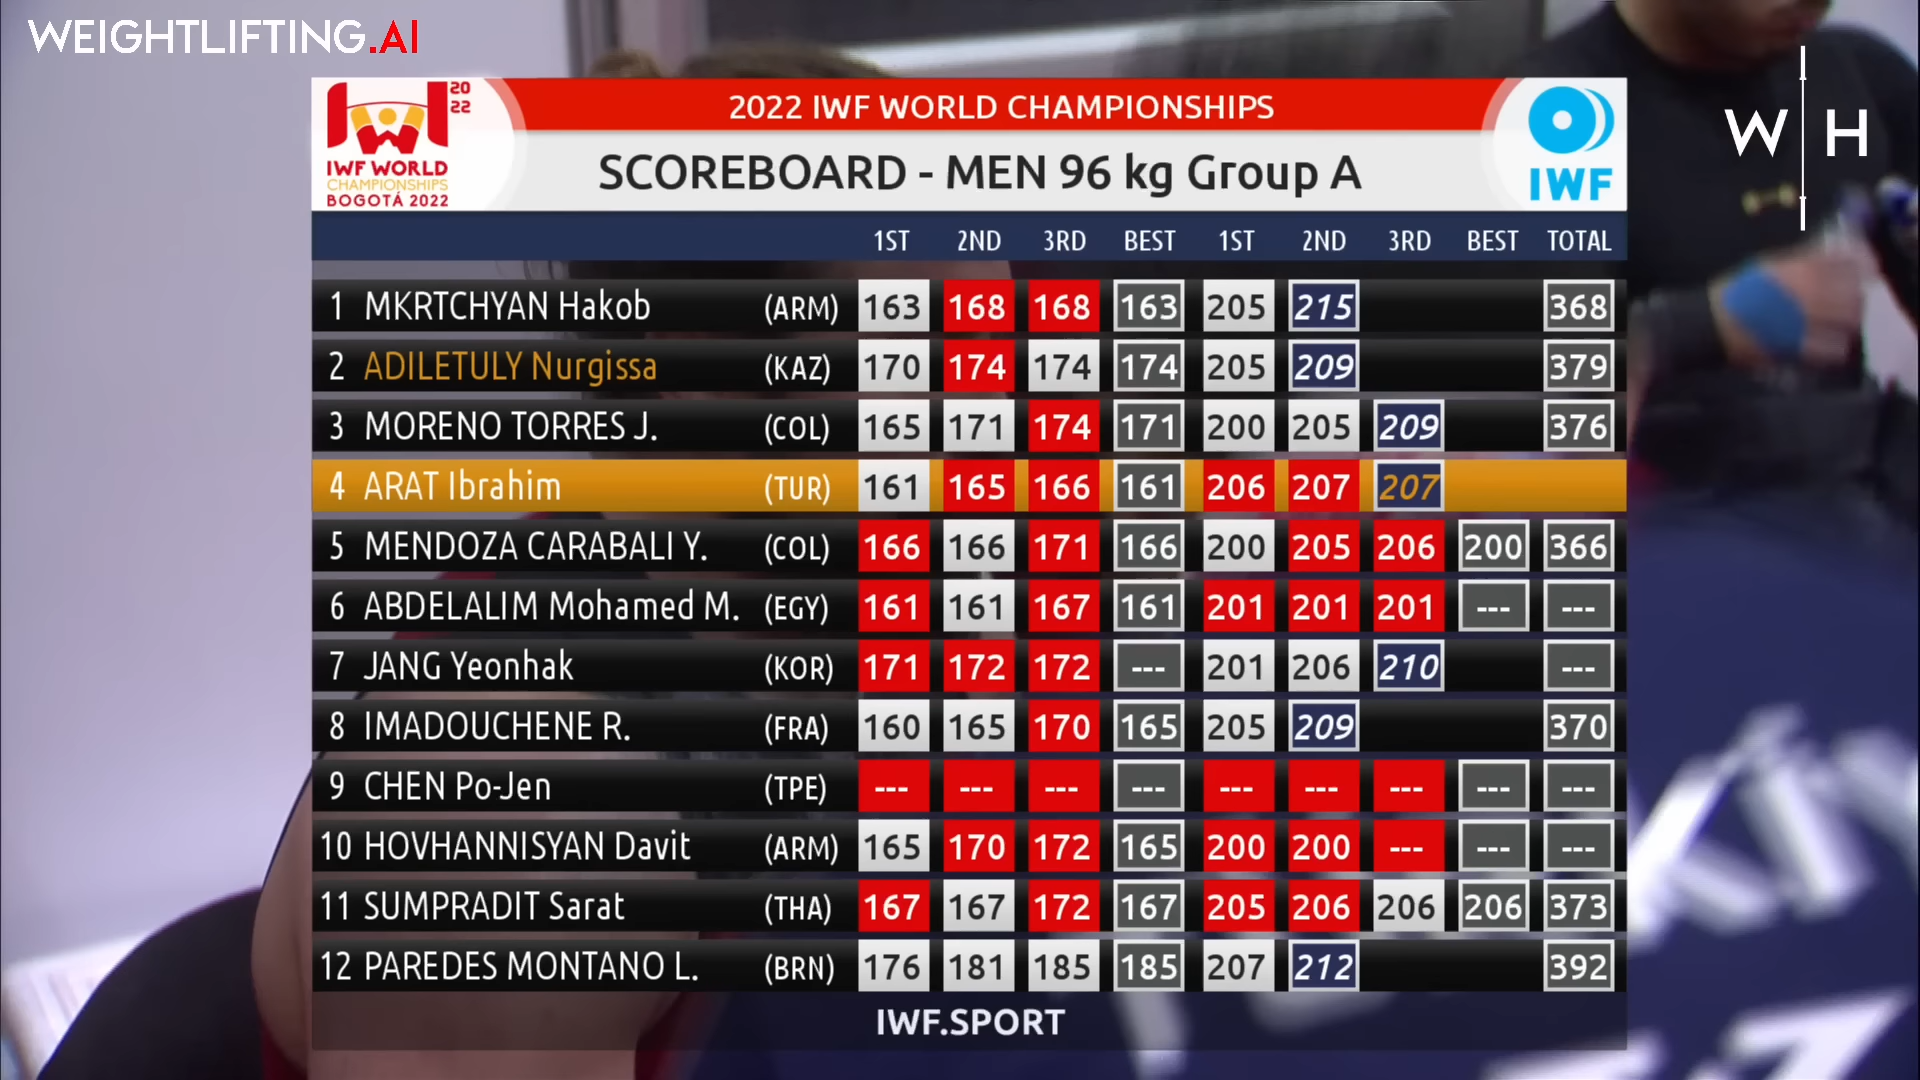 WEIGHTLIFTING.AI
W H
20
22
IWF WORLD
CHAMPIONSHIPS
BOGOTÁ 2022
2022 IWF WORLD CHAMPIONSHIPS
SCOREBOARD - MEN 96 kg Group A
IWF
1ST 2ND 3RD BEST 1ST 2ND 3RD BEST TOTAL
1 MKRTCHYAN Hakob (ARM) 163 168 168 163 205 215 368
2 ADILETULY Nurgissa (KAZ) 170 174 174 174 205 209 379
3 MORENO TORRES J. (COL) 165 171 174 171 200 205 209 376
4 ARAT Ibrahim (TUR) 161 165 166 161 206 207 207
5 MENDOZA CARABALI Y. (COL) 166 166 171 166 200 205 206 200 366
6 ABDELALIM Mohamed M. (EGY) 161 161 167 161 201 201 201 --- ---
7 JANG Yeonhak (KOR) 171 172 172 --- 201 206 210 ---
8 IMADOUCHENE R. (FRA) 160 165 170 165 205 209 370
9 CHEN Po-Jen (TPE) --- --- --- --- --- --- --- --- ---
10 HOVHANNISYAN Davit (ARM) 165 170 172 165 200 200 --- --- ---
11 SUMPRADIT Sarat (THA) 167 167 172 167 205 206 206 206 373
12 PAREDES MONTANO L. (BRN) 176 181 185 185 207 212 392
IWF.SPORT